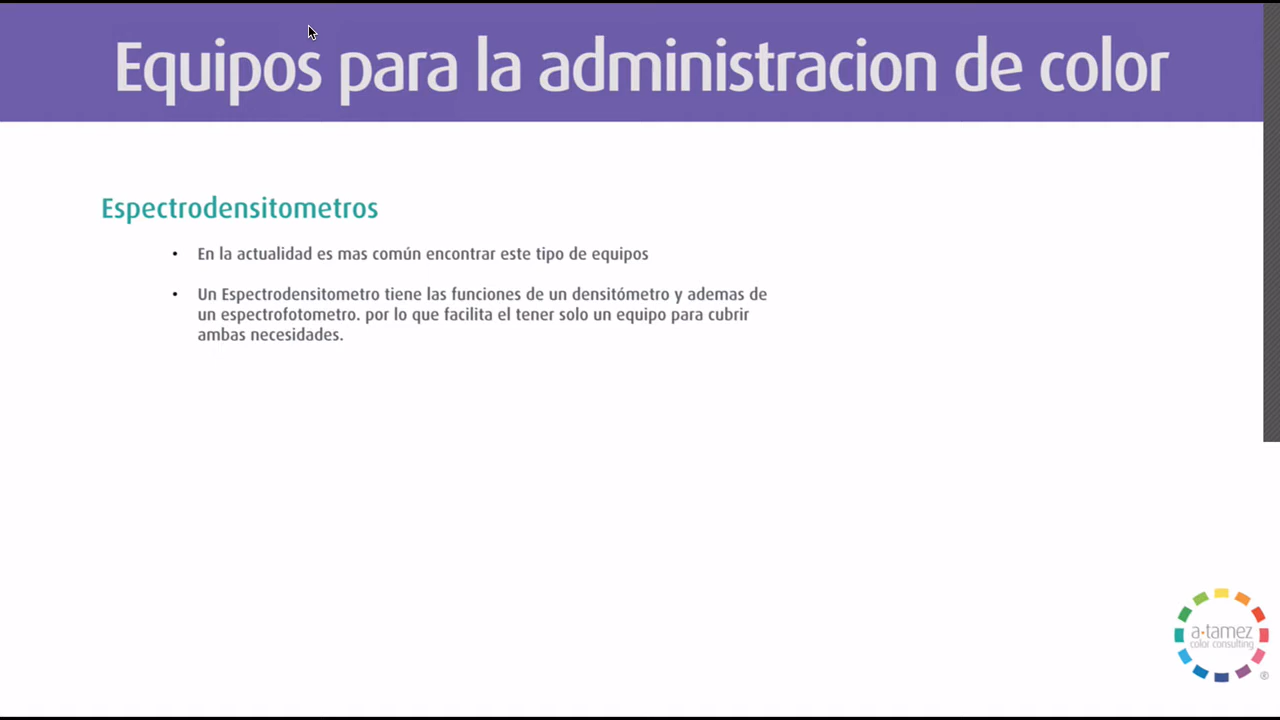 Equipos para la administracion de color
Espectrodensitometros
• En la actualidad es mas común encontrar este tipo de equipos
• Un Espectrodensitometro tiene las funciones de un densitómetro y ademas de
un espectrofotometro. por lo que facilita el tener solo un equipo para cubrir
ambas necesidades.
a·tamez
color consulting
®